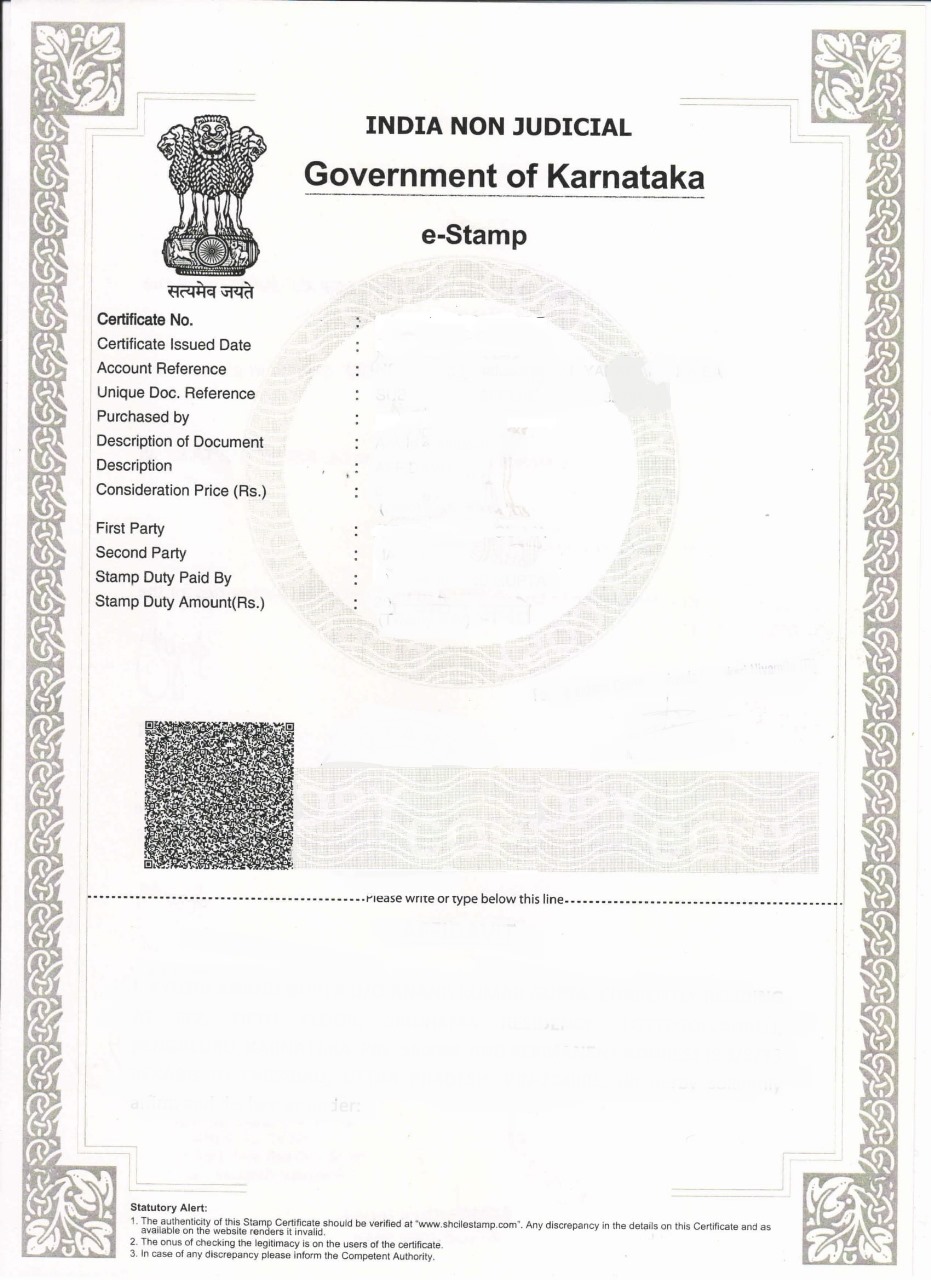 INDIA NON JUDICIAL
Government of Karnataka
e-Stamp
सत्यमेव जयते
Certificate No. :
Certificate Issued Date :
Account Reference :
Unique Doc. Reference :
Purchased by :
Description of Document :
Description :
Consideration Price (Rs.) :
First Party :
Second Party :
Stamp Duty Paid By :
Stamp Duty Amount(Rs.) :
Please write or type below this line
der:
Statutory Alert:
1. The authenticity of this Stamp Certificate should be verified at "www.shcilestamp.com". Any discrepancy in the details on this Certificate and as
available on the website renders it invalid.
2. The onus of checking the legitimacy is on the users of the certificate.
3. In case of any discrepancy please inform the Competent Authority.